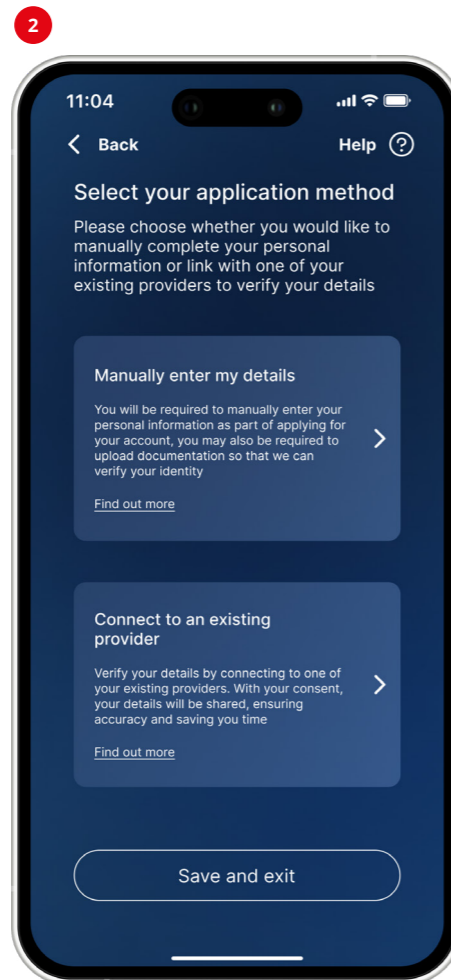 2
11:04
Back
Help ?
Select your application method
Please choose whether you would like to
manually complete your personal
information or link with one of your
existing providers to verify your details
Manually enter my details
You will be required to manually enter your
personal information as part of applying for
your account, you may also be required to
upload documentation so that we can
verify your identity
Find out more
Connect to an existing
provider
Verify your details by connecting to one of
your existing providers. With your consent,
your details will be shared, ensuring
accuracy and saving you time
Find out more
Save and exit